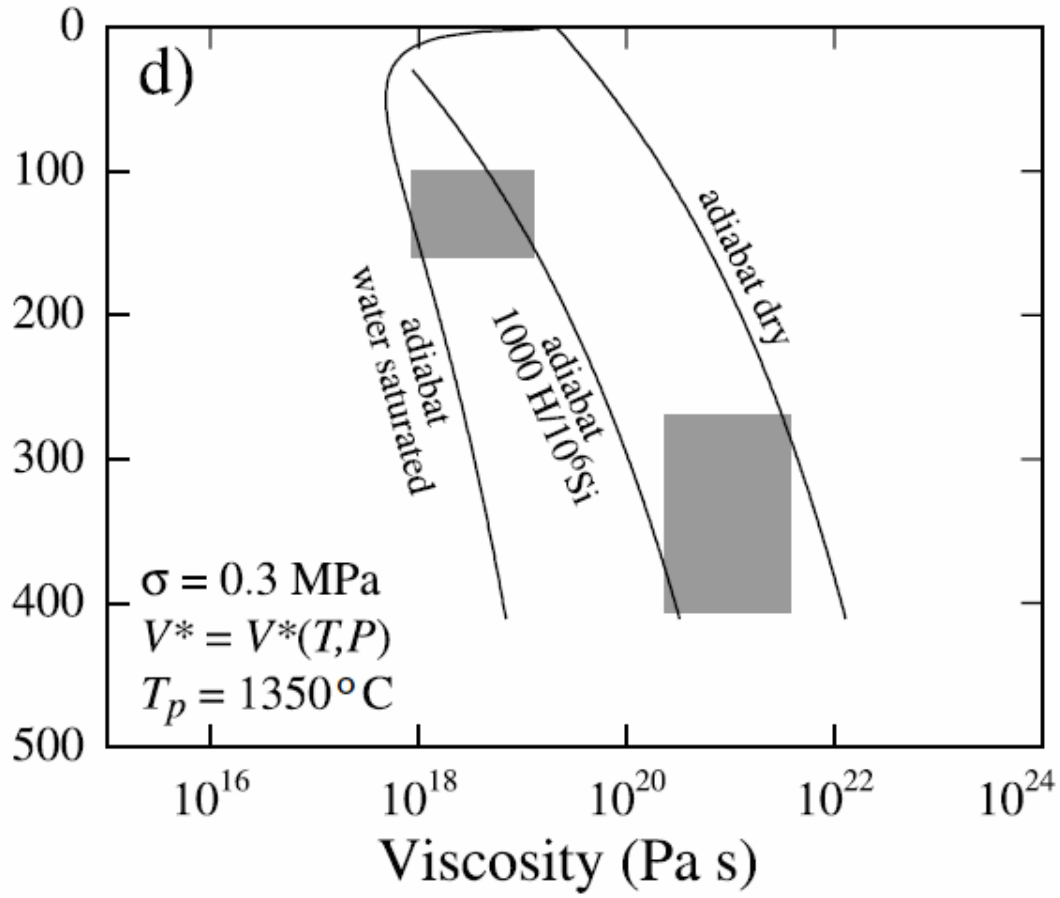 d)
0
100
200
300
400
500
adiabat
water saturated
adiabat
1000 H/10⁶Si
adiabat dry
σ = 0.3 MPa
V* = V*(T,P)
Tₚ = 1350°C
10¹⁶ 10¹⁸ 10²⁰ 10²² 10²⁴
Viscosity (Pa s)